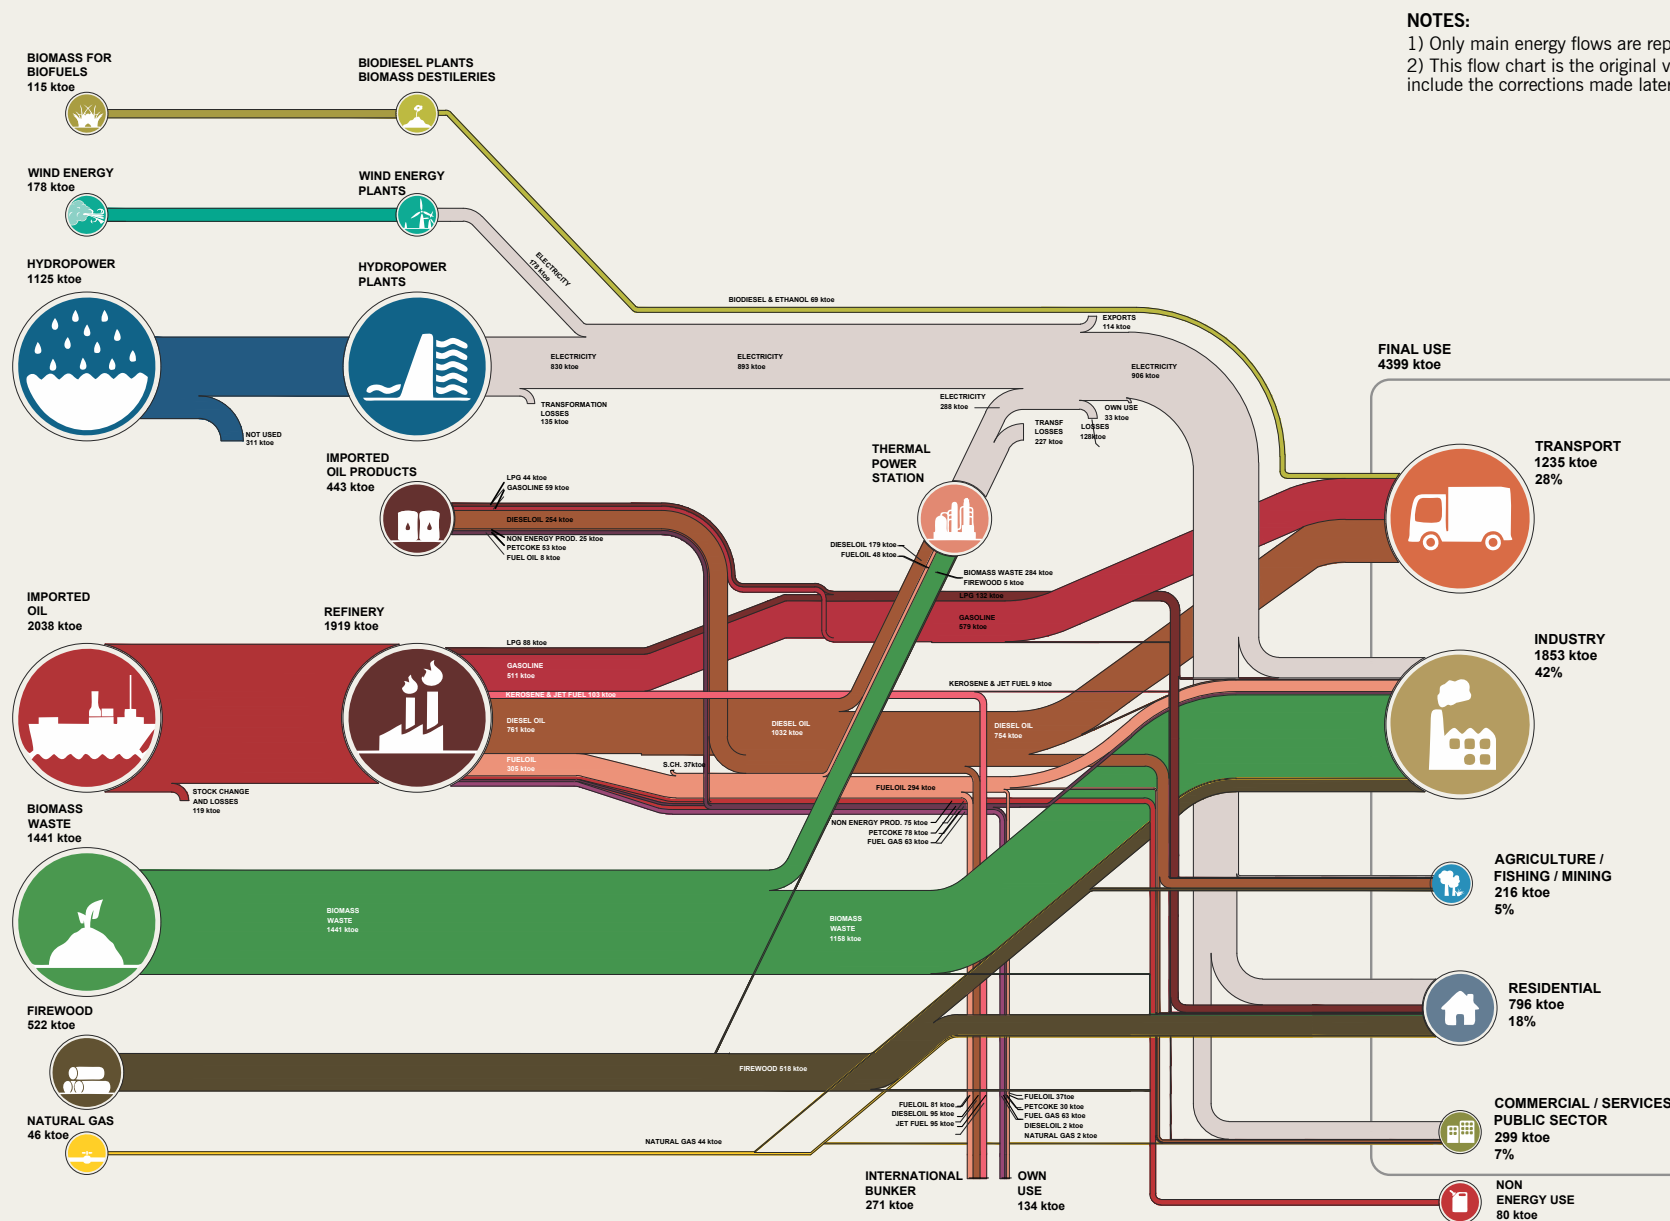 NOTES:
1) Only main energy flows are rep
2) This flow chart is the original v
include the corrections made later
BIOMASS FOR
BIOFUELS
115 ktoe
BIODIESEL PLANTS
BIOMASS DESTILERIES
WIND ENERGY
178 ktoe
WIND ENERGY
PLANTS
HYDROPOWER
1125 ktoe
HYDROPOWER
PLANTS
ELECTRICITY
178 ktoe
BIODIESEL & ETHANOL 69 ktoe
EXPORTS
114 ktoe
ELECTRICITY
830 ktoe
ELECTRICITY
893 ktoe
ELECTRICITY
906 ktoe
FINAL USE
4399 ktoe
TRANSFORMATION
LOSSES
135 ktoe
ELECTRICITY
288 ktoe
OWN USE
33 ktoe
TRANSF
LOSSES
227 ktoe
LOSSES
128ktoe
NOT USED
311 ktoe
IMPORTED
OIL PRODUCTS
443 ktoe
THERMAL
POWER
STATION
TRANSPORT
1235 ktoe
28%
LPG 44 ktoe
GASOLINE 59 ktoe
DIESELOIL 254 ktoe
NON ENERGY PROD. 25 ktoe
PETCOKE 53 ktoe
FUEL OIL 8 ktoe
DIESELOIL 179 ktoe
FUELOIL 48 ktoe
BIOMASS WASTE 284 ktoe
FIREWOOD 5 ktoe
LPG 132 ktoe
GASOLINE
579 ktoe
IMPORTED
OIL
2038 ktoe
REFINERY
1919 ktoe
INDUSTRY
1853 ktoe
42%
LPG 88 ktoe
GASOLINE
511 ktoe
KEROSENE & JET FUEL 103 ktoe
KEROSENE & JET FUEL 9 ktoe
DIESEL OIL
761 ktoe
DIESEL OIL
1032 ktoe
DIESEL OIL
754 ktoe
FUELOIL
305 ktoe
S.CH. 37ktoe
FUELOIL 294 ktoe
STOCK CHANGE
AND LOSSES
119 ktoe
BIOMASS
WASTE
1441 ktoe
NON ENERGY PROD. 75 ktoe
PETCOKE 78 ktoe
FUEL GAS 63 ktoe
AGRICULTURE /
FISHING / MINING
216 ktoe
5%
BIOMASS
WASTE
1441 ktoe
BIOMASS
WASTE
1158 ktoe
RESIDENTIAL
796 ktoe
18%
FIREWOOD
522 ktoe
FIREWOOD 518 ktoe
NATURAL GAS
46 ktoe
NATURAL GAS 44 ktoe
FUELOIL 81 ktoe
DIESELOIL 95 ktoe
JET FUEL 95 ktoe
FUELOIL 37toe
PETCOKE 30 ktoe
FUEL GAS 63 ktoe
DIESELOIL 2 ktoe
NATURAL GAS 2 ktoe
COMMERCIAL / SERVICES
PUBLIC SECTOR
299 ktoe
7%
INTERNATIONAL
BUNKER
271 ktoe
OWN
USE
134 ktoe
NON
ENERGY USE
80 ktoe